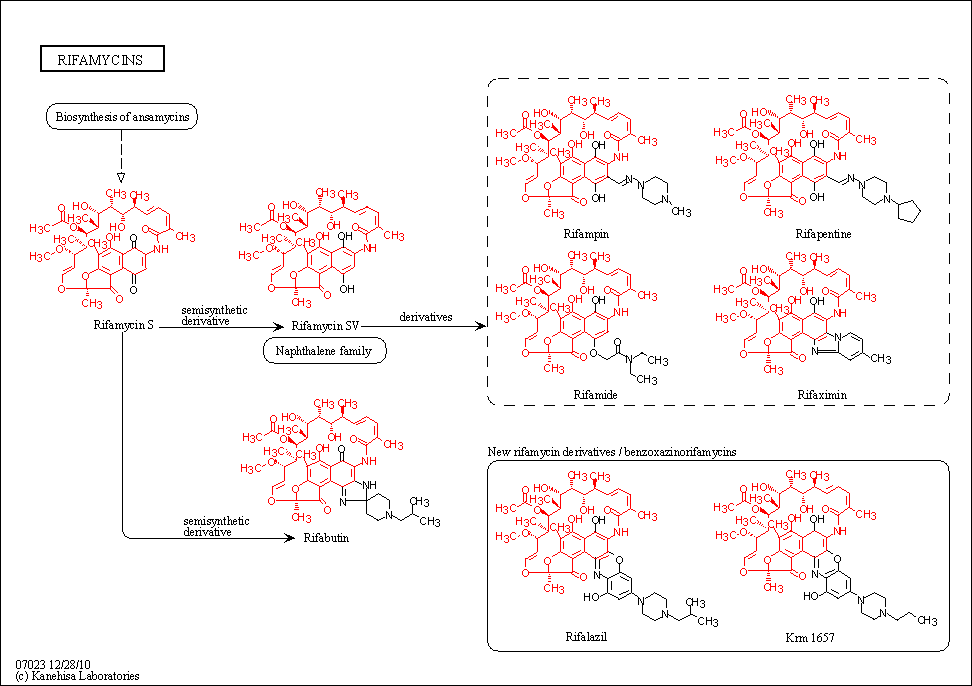 RIFAMYCINS
Biosynthesis of ansamycins
Rifamycin S
semisynthetic
derivative
Rifamycin SV
Naphthalene family
derivatives
Rifampin
Rifapentine
Rifamide
Rifaximin
semisynthetic
derivative
Rifabutin
New rifamycin derivatives / benzoxazinorifamycins
Rifalazil
Krm 1657
07023 12/28/10
(c) Kanehisa Laboratories